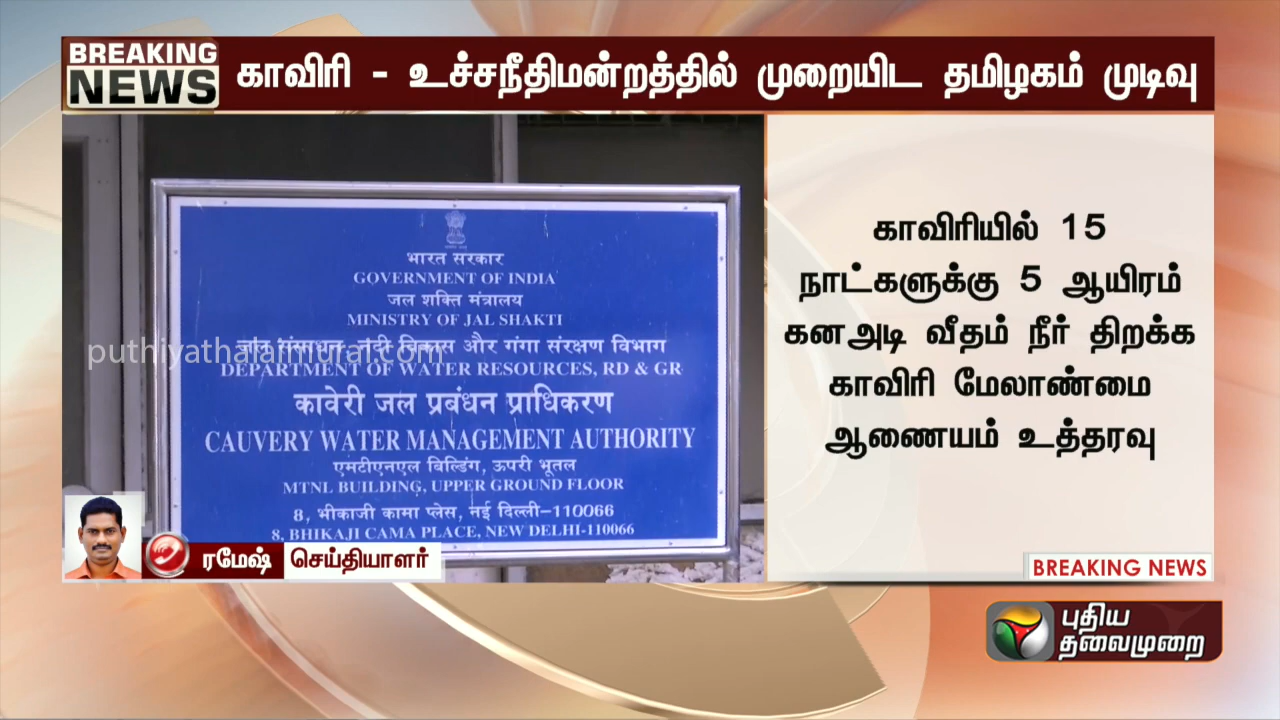 BREAKING
NEWS
காவிரி - உச்சநீதிமன்றத்தில் முறையிட தமிழகம் முடிவு
भारत सरकार
GOVERNMENT OF INDIA
जल शक्ति मंत्रालय
MINISTRY OF JAL SHAKTI
जल संसाधन, नदी विकास और गंगा संरक्षण विभाग
puthiyathalaimurai.com
DEPARTMENT OF WATER RESOURCES, RD & GR
कावेरी जल प्रबंधन प्राधिकरण
CAUVERY WATER MANAGEMENT AUTHORITY
एमटीएनएल बिल्डिंग, ऊपरी भूतल
MTNL BUILDING, UPPER GROUND FLOOR
8, भीकाजी कामा प्लेस, नई दिल्ली-110066
8, BHIKAJI CAMA PLACE, NEW DELHI-110066
காவிரியில் 15
நாட்களுக்கு 5 ஆயிரம்
கனஅடி வீதம் நீர் திறக்க
காவிரி மேலாண்மை
ஆணையம் உத்தரவு
ரமேஷ் செய்தியாளர்
BREAKING NEWS
புதிய
தலைமுறை